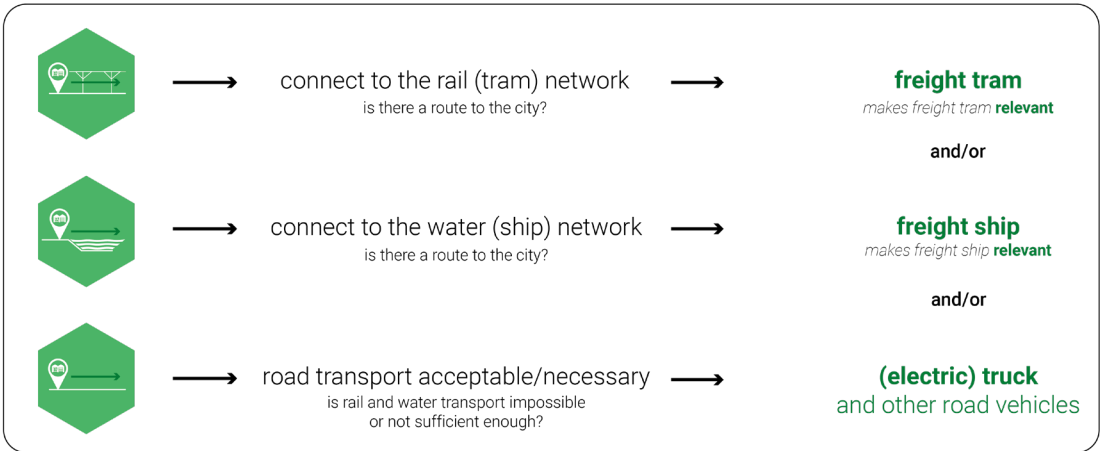 connect to the rail (tram) network
is there a route to the city?
freight tram
makes freight tram relevant
and/or
connect to the water (ship) network
is there a route to the city?
freight ship
makes freight ship relevant
and/or
road transport acceptable/necessary
is rail and water transport impossible
or not sufficient enough?
(electric) truck
and other road vehicles